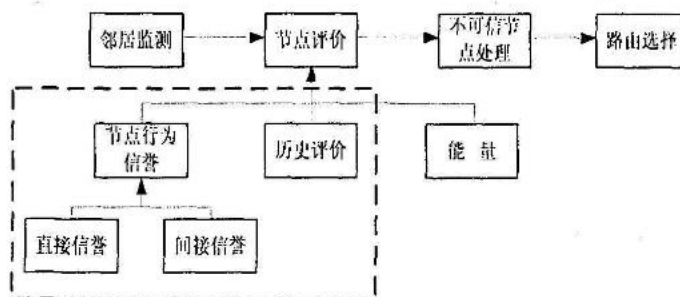 邻居监测
节点评价
不可信节
点处理
路由选择
节点行为
信誉
历史评价
能 量
直接信誉
间接信誉